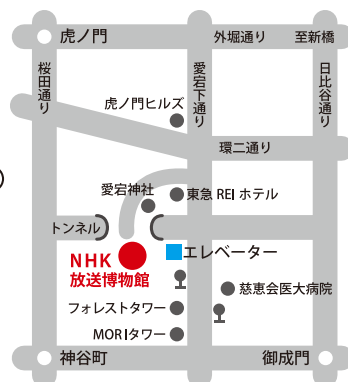 虎ノ門
外堀通り
至新橋
桜田通り
愛宕下通り
日比谷通り
虎ノ門ヒルズ
環二通り
愛宕神社
東急 REI ホテル
トンネル
NHK
放送博物館
エレベーター
慈恵会医大病院
フォレストタワー
MORIタワー
神谷町
御成門